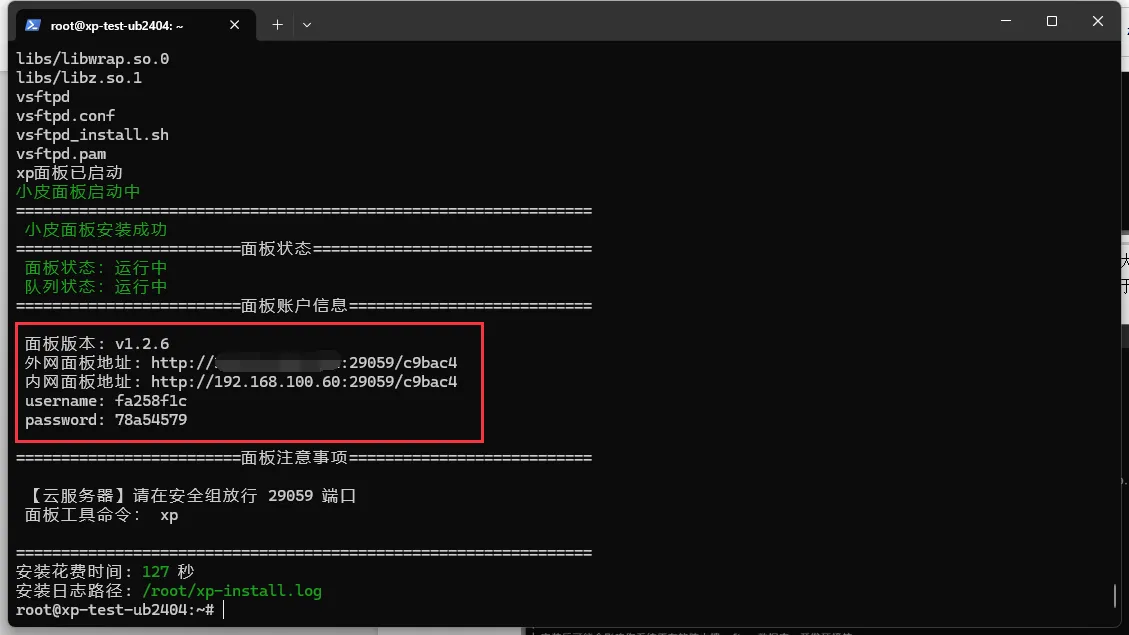 root@xp-test-ub2404: ~
libs/libwrap.so.0
libs/libz.so.1
vsftpd
vsftpd.conf
vsftpd_install.sh
vsftpd.pam
xp面板已启动
小皮面板启动中
================================================================
小皮面板安装成功
=========================面板状态===============================
面板状态: 运行中
队列状态: 运行中
=========================面板账户信息===========================
面板版本: v1.2.6
外网面板地址: http://:29059/c9bac4
内网面板地址: http://192.168.100.60:29059/c9bac4
username: fa258f1c
password: 78a54579
=========================面板注意事项===========================
【云服务器】请在安全组放行 29059 端口
面板工具命令: xp
================================================================
安装花费时间: 127 秒
安装日志路径: /root/xp-install.log
root@xp-test-ub2404:~#